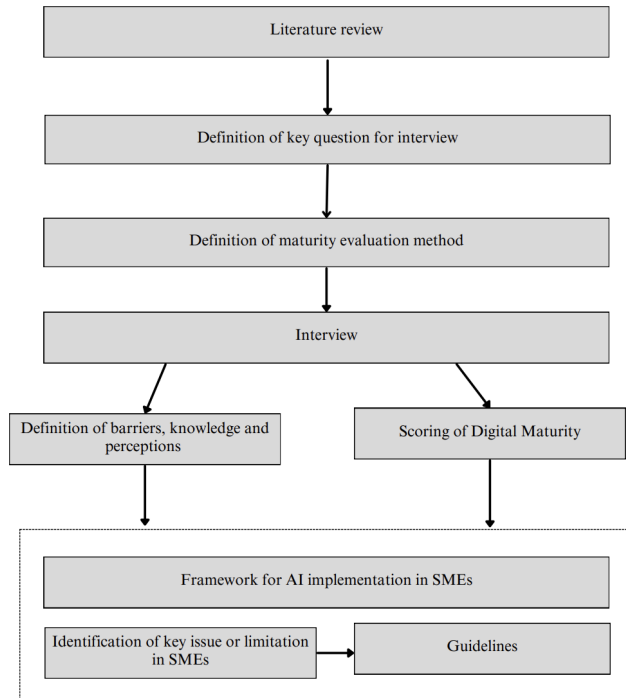 Literature review
Definition of key question for interview
Definition of maturity evaluation method
Interview
Definition of barriers, knowledge and
perceptions
Scoring of Digital Maturity
Framework for AI implementation in SMEs
Identification of key issue or limitation
in SMEs
Guidelines